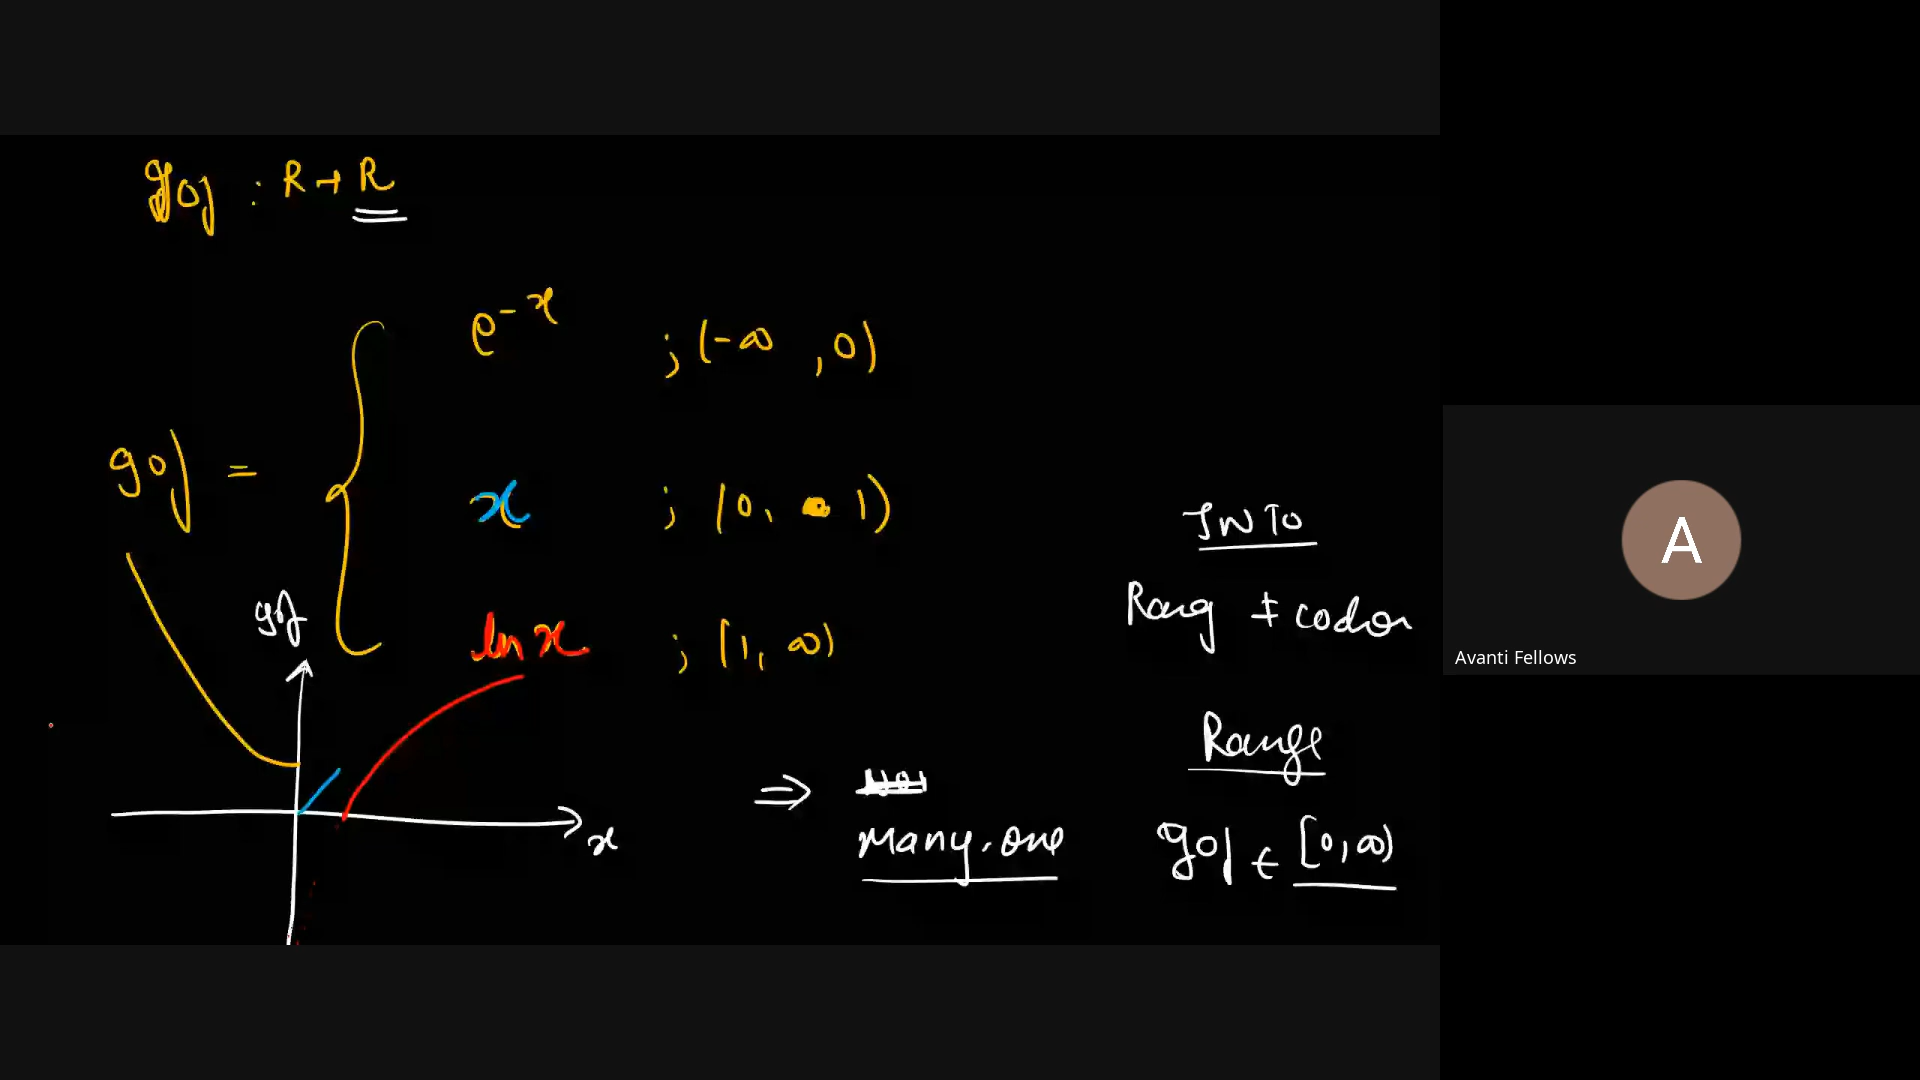 gof : R → R
gof = { e^{-x} ; (-∞ , 0)
x ; (0, 1)
ln x ; [1, ∞)
gof
x
⇒ many-one
INTO
Rang ≠ codom
Range
gof ∈ [0, ∞)
A
Avanti Fellows